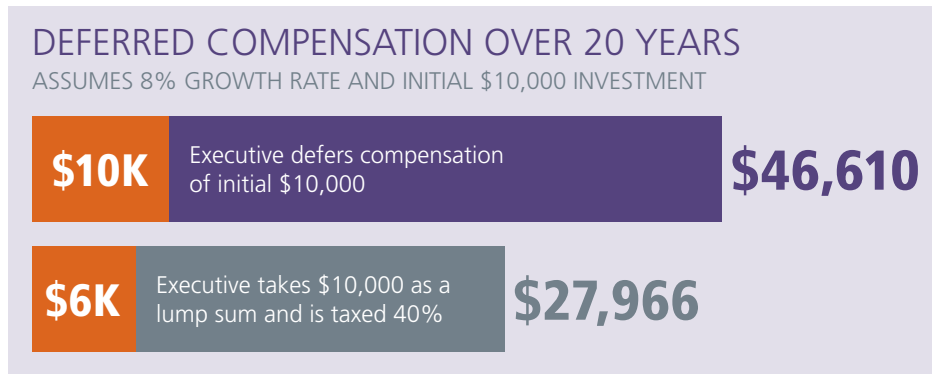 DEFERRED COMPENSATION OVER 20 YEARS
ASSUMES 8% GROWTH RATE AND INITIAL $10,000 INVESTMENT
$10K
Executive defers compensation
of initial $10,000
$46,610
$6K
Executive takes $10,000 as a
lump sum and is taxed 40%
$27,966